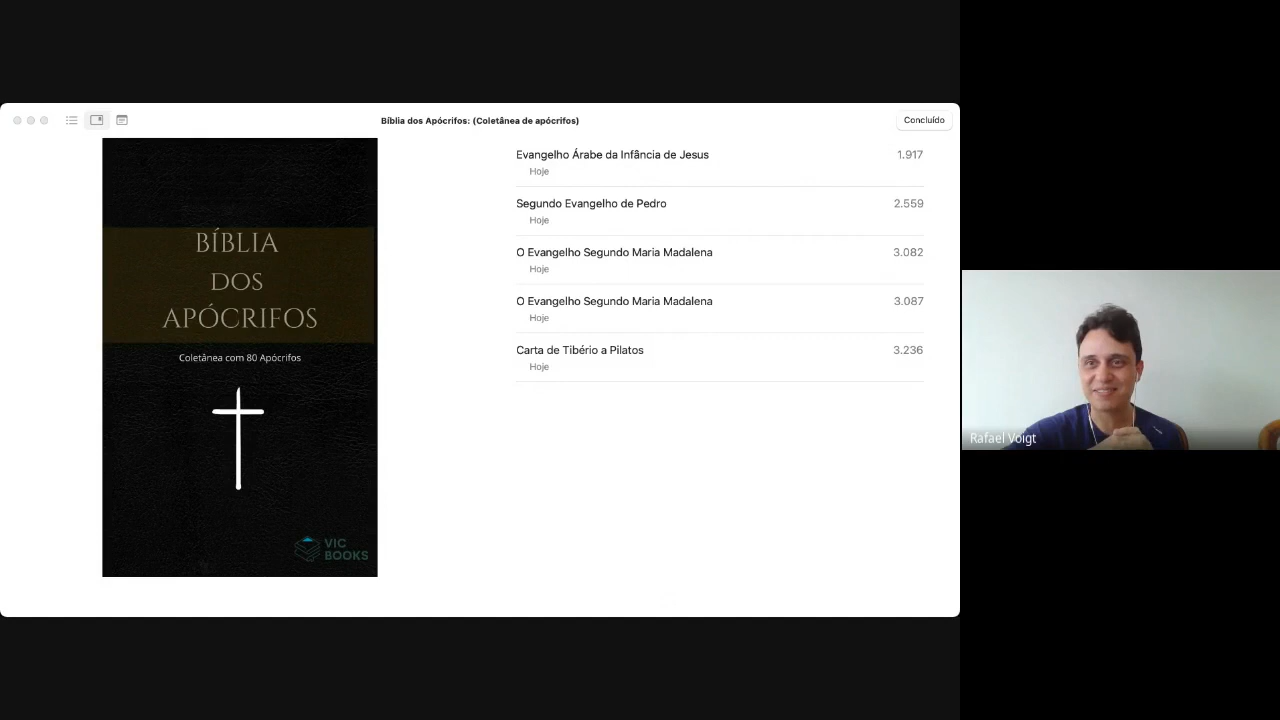 Bíblia dos Apócrifos: (Coletânea de apócrifos)
Concluído
BÍBLIA
DOS
APÓCRIFOS
Coletânea com 80 Apócrifos
VIC
BOOKS
Evangelho Árabe da Infância de Jesus 1.917
Hoje
Segundo Evangelho de Pedro 2.559
Hoje
O Evangelho Segundo Maria Madalena 3.082
Hoje
O Evangelho Segundo Maria Madalena 3.087
Hoje
Carta de Tibério a Pilatos 3.236
Hoje
Rafael Voigt